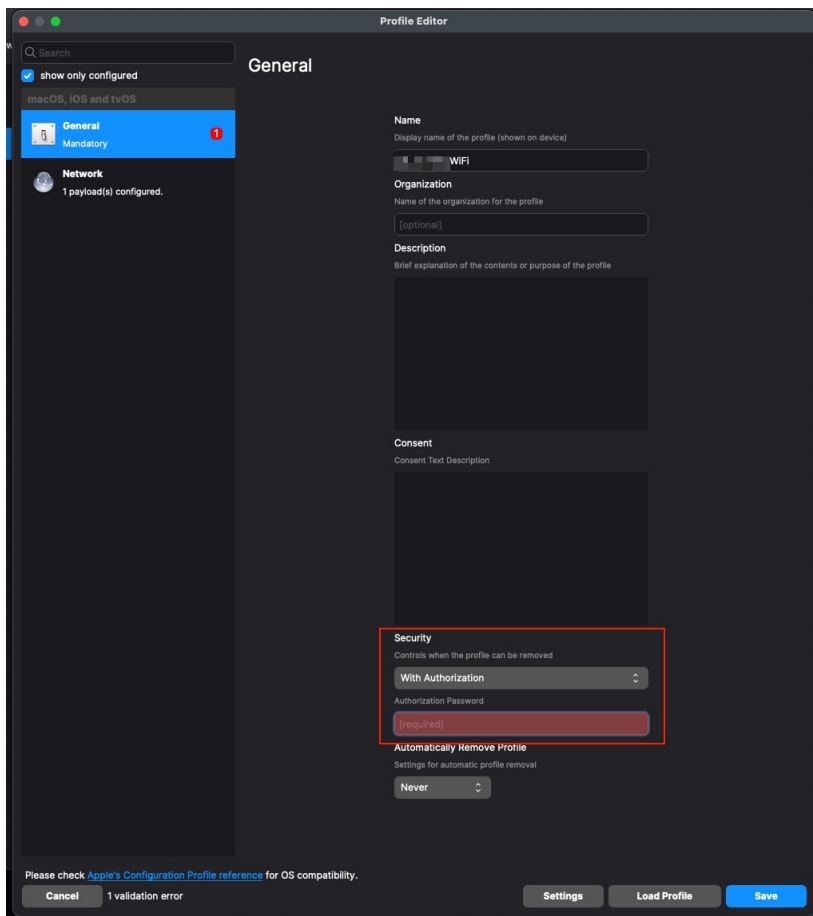 Profile Editor
Search
show only configured
macOS, iOS and tvOS
General
Mandatory
1
Network
1 payload(s) configured.
General
Name
Display name of the profile (shown on device)
WiFi
Organization
Name of the organization for the profile
[optional]
Description
Brief explanation of the contents or purpose of the profile
Consent
Consent Text Description
Security
Controls when the profile can be removed
With Authorization
Authorization Password
[required]
Automatically Remove Profile
Settings for automatic profile removal
Never
Please check Apple's Configuration Profile reference for OS compatibility.
Cancel
1 validation error
Settings
Load Profile
Save